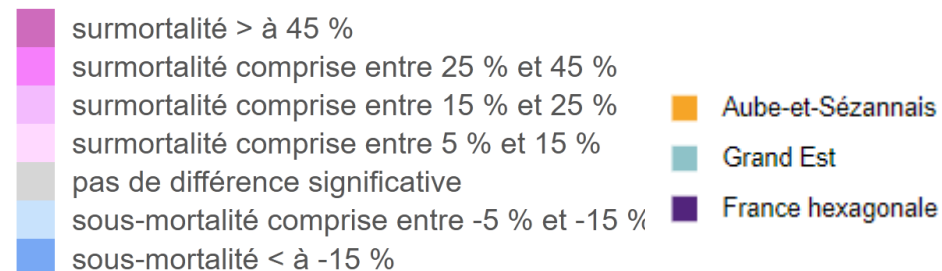 surmortalité > à 45 %
surmortalité comprise entre 25 % et 45 %
surmortalité comprise entre 15 % et 25 %
surmortalité comprise entre 5 % et 15 %
pas de différence significative
sous-mortalité comprise entre -5 % et -15 %
sous-mortalité < à -15 %
Aube-et-Sézannais
Grand Est
France hexagonale